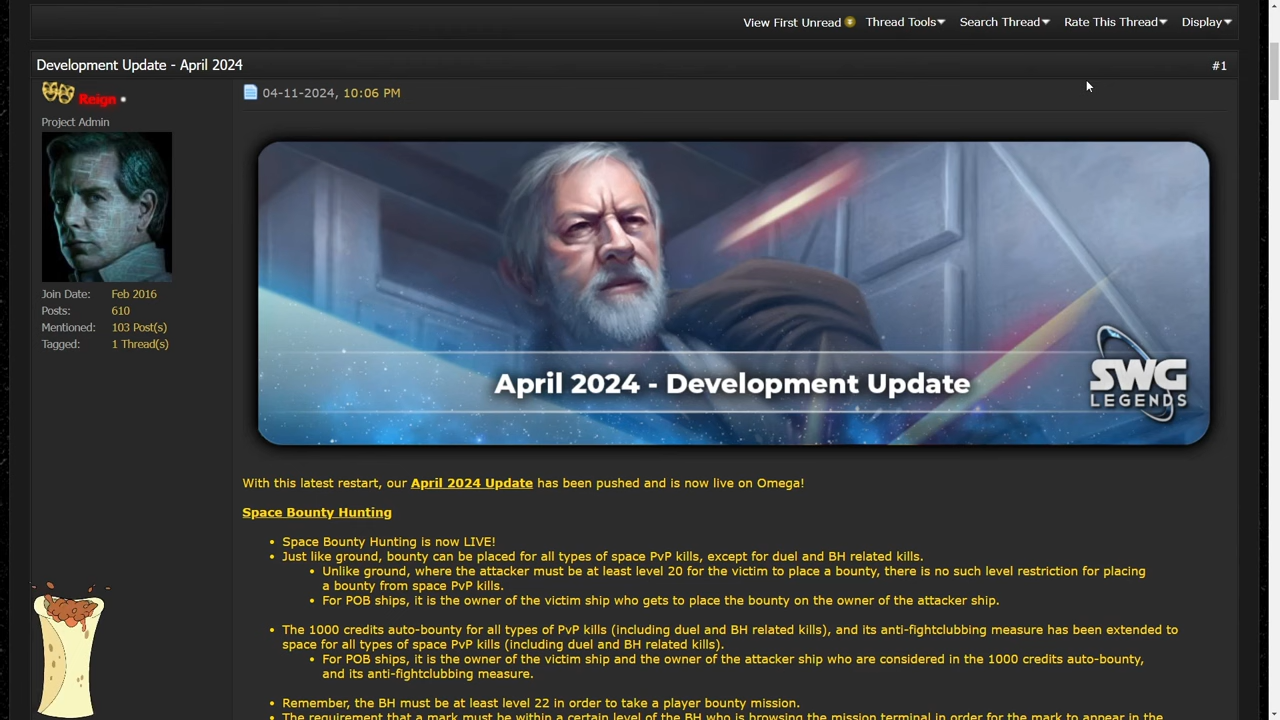 View First Unread Thread Tools Search Thread Rate This Thread Display
Development Update - April 2024 #1
Reign
04-11-2024, 10:06 PM
Project Admin
Join Date: Feb 2016
Posts: 610
Mentioned: 103 Post(s)
Tagged: 1 Thread(s)
April 2024 - Development Update
SWG
LEGENDS
With this latest restart, our April 2024 Update has been pushed and is now live on Omega!
Space Bounty Hunting
• Space Bounty Hunting is now LIVE!
• Just like ground, bounty can be placed for all types of space PvP kills, except for duel and BH related kills.
• Unlike ground, where the attacker must be at least level 20 for the victim to place a bounty, there is no such level restriction for placing
a bounty from space PvP kills.
• For POB ships, it is the owner of the victim ship who gets to place the bounty on the owner of the attacker ship.
• The 1000 credits auto-bounty for all types of PvP kills (including duel and BH related kills), and its anti-fightclubbing measure has been extended to
space for all types of space PvP kills (including duel and BH related kills).
• For POB ships, it is the owner of the victim ship and the owner of the attacker ship who are considered in the 1000 credits auto-bounty,
and its anti-fightclubbing measure.
• Remember, the BH must be at least level 22 in order to take a player bounty mission.
• The requirement that a mark must be within a certain level of the BH who is browsing the mission terminal in order for the mark to appear in the